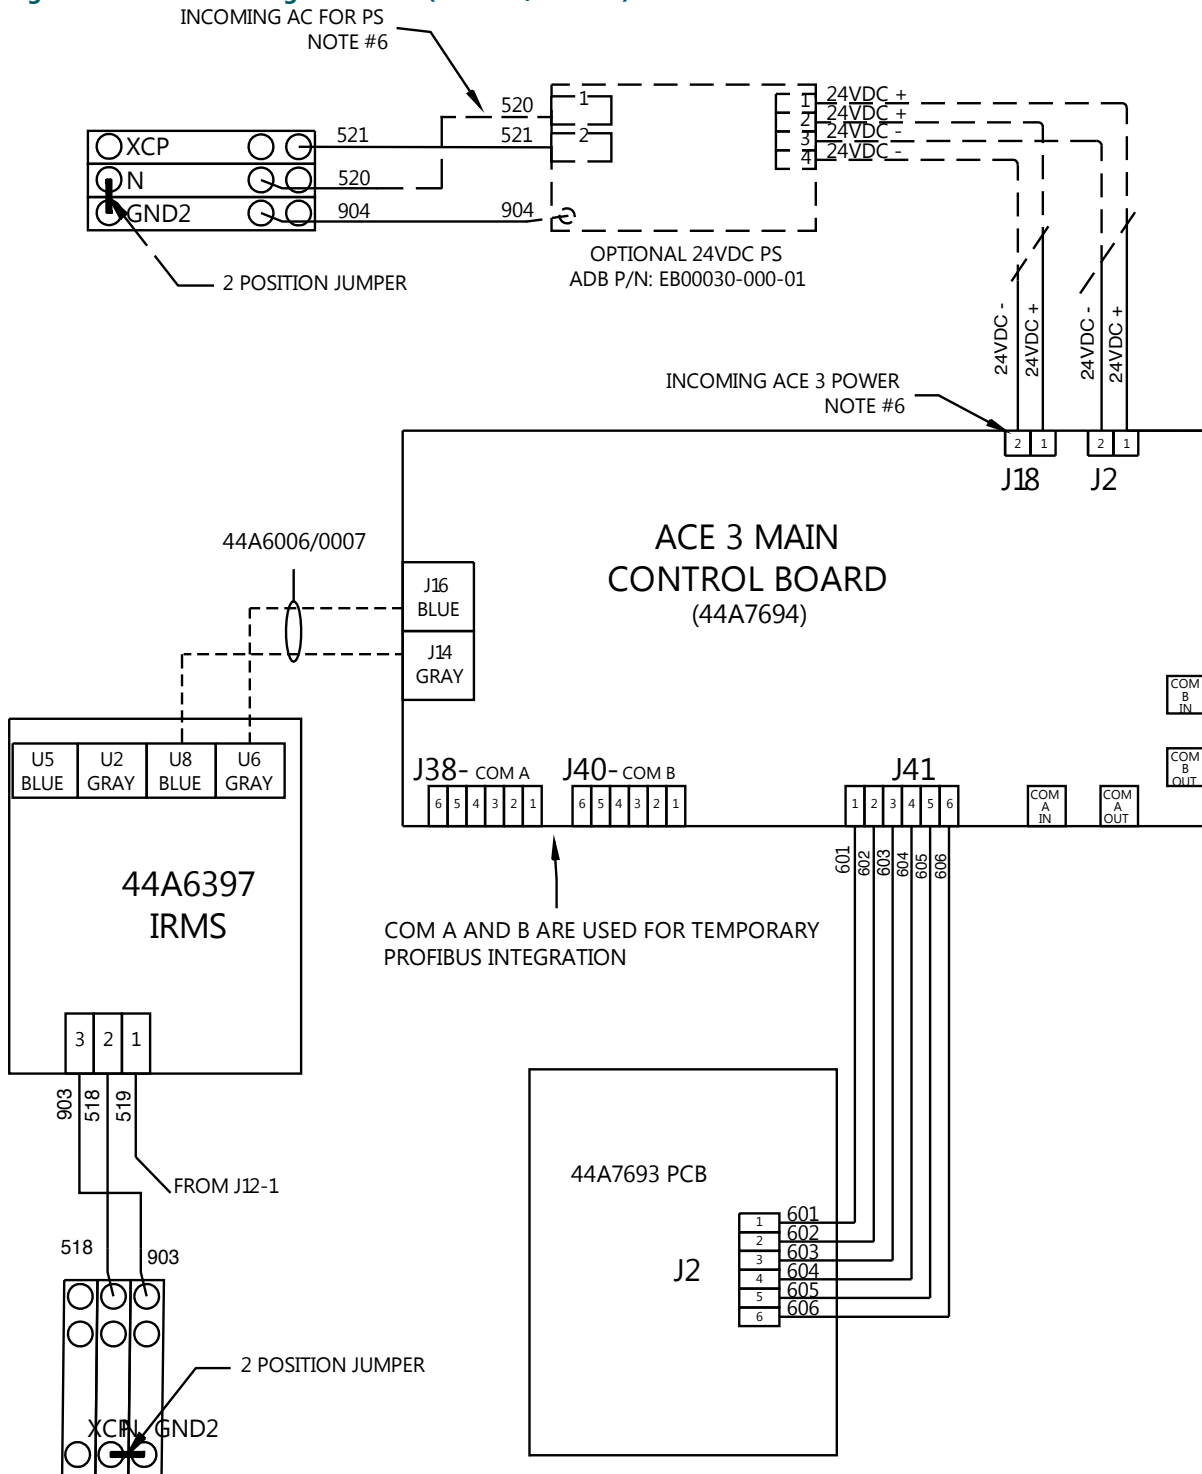 INCOMING AC FOR PS
NOTE #6
520
1
521
521
2
XCP
N
520
GND2
904
904
1
24VDC +
2
24VDC +
3
24VDC -
4
24VDC -
OPTIONAL 24VDC PS
ADB P/N: EB00030-000-01
2 POSITION JUMPER
24VDC -
24VDC +
24VDC -
24VDC +
INCOMING ACE 3 POWER
NOTE #6
2
1
2
1
J18
J2
44A6006/0007
ACE 3 MAIN
CONTROL BOARD
(44A7694)
J16
BLUE
J14
GRAY
COM
B
IN
COM
B
OUT
U5
BLUE
U2
GRAY
U8
BLUE
U6
GRAY
J38- COM A
J40- COM B
J41
6 5 4 3 2 1
6 5 4 3 2 1
1 2 3 4 5 6
COM
A
IN
COM
A
OUT
601
602
603
604
605
606
44A6397
IRMS
COM A AND B ARE USED FOR TEMPORARY
PROFIBUS INTEGRATION
3 2 1
903
518
519
FROM J12-1
44A7693 PCB
J2
1
601
2
602
3
603
4
604
5
605
6
606
518
903
2 POSITION JUMPER
XCP
N
GND2